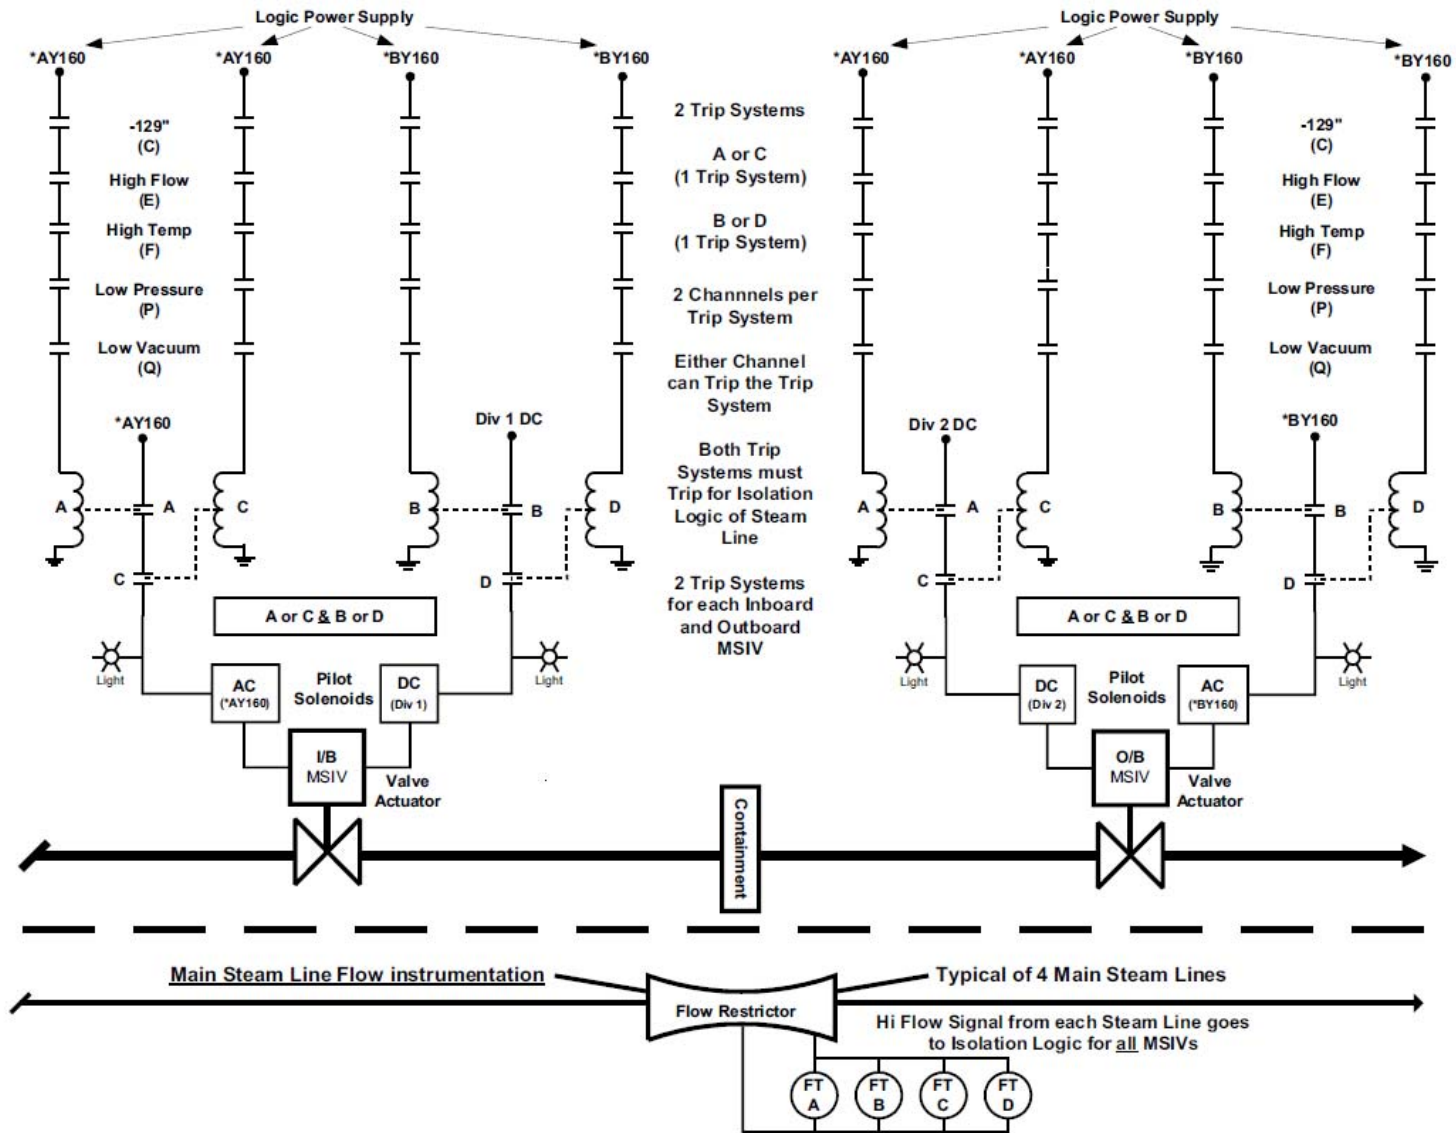 Logic Power Supply
*AY160
*AY160
*BY160
*BY160
-129"
(C)
High Flow
(E)
High Temp
(F)
Low Pressure
(P)
Low Vacuum
(Q)
*AY160
Div 1 DC
A
A
C
B
B
D
C
D
A or C & B or D
Light
Light
AC
(*AY160)
Pilot
Solenoids
DC
(Div 1)
I/B
MSIV
Valve
Actuator
2 Trip Systems
A or C
(1 Trip System)
B or D
(1 Trip System)
2 Channnels per
Trip System
Either Channel
can Trip the Trip
System
Both Trip
Systems must
Trip for Isolation
Logic of Steam
Line
2 Trip Systems
for each Inboard
and Outboard
MSIV
Logic Power Supply
*AY160
*AY160
*BY160
*BY160
-129"
(C)
High Flow
(E)
High Temp
(F)
Low Pressure
(P)
Low Vacuum
(Q)
Div 2 DC
*BY160
A
A
C
B
B
D
C
D
A or C & B or D
Light
Light
DC
(Div 2)
Pilot
Solenoids
AC
(*BY160)
O/B
MSIV
Valve
Actuator
Containment
Main Steam Line Flow instrumentation
Typical of 4 Main Steam Lines
Flow Restrictor
Hi Flow Signal from each Steam Line goes
to Isolation Logic for all MSIVs
FT
A
FT
B
FT
C
FT
D